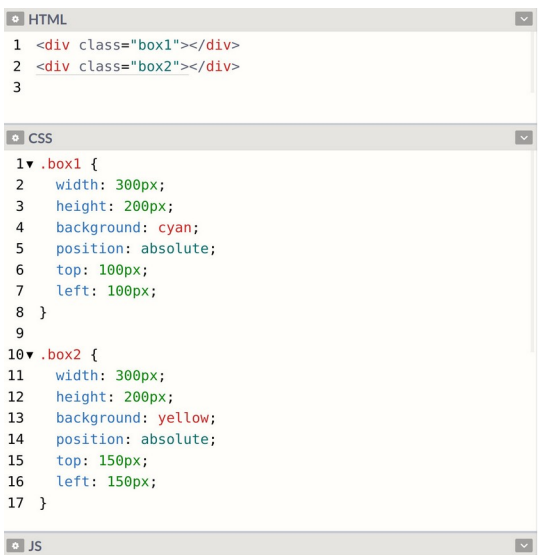 HTML
1 <div class="box1"></div>
2 <div class="box2"></div>
3
CSS
1▼ .box1 {
2   width: 300px;
3   height: 200px;
4   background: cyan;
5   position: absolute;
6   top: 100px;
7   left: 100px;
8 }
9
10▼ .box2 {
11   width: 300px;
12   height: 200px;
13   background: yellow;
14   position: absolute;
15   top: 150px;
16   left: 150px;
17 }
JS